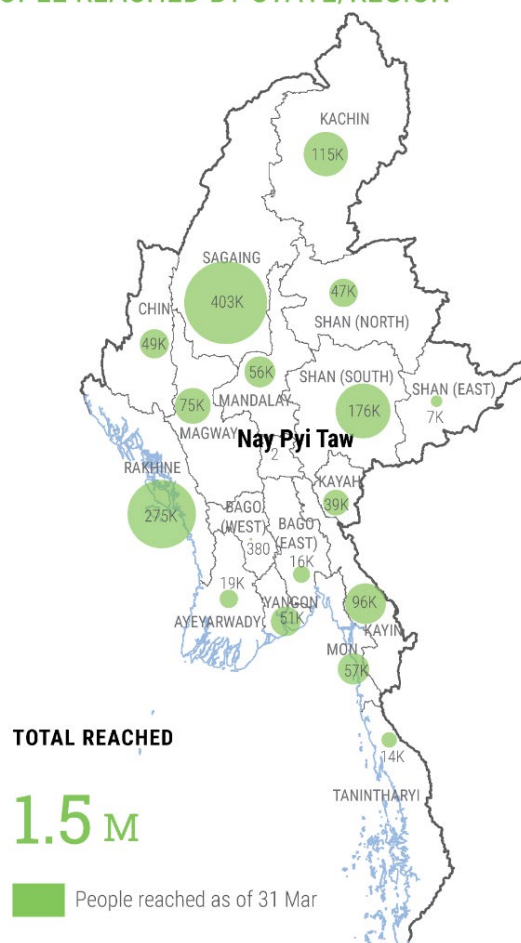 KACHIN
115K
SAGAING
403K
47K
SHAN (NORTH)
CHIN
49K
56K
MANDALAY
SHAN (SOUTH)
176K
SHAN (EAST)
7K
75K
MAGWAY
Nay Pyi Taw
2
RAKHINE
275K
KAYAH
39K
BAGO
(WEST)
380
BAGO
(EAST)
16K
19K
AYEYARWADY
YANGON
51K
96K
KAYIN
MON
57K
14K
TANINTHARYI
TOTAL REACHED
1.5 M
People reached as of 31 Mar